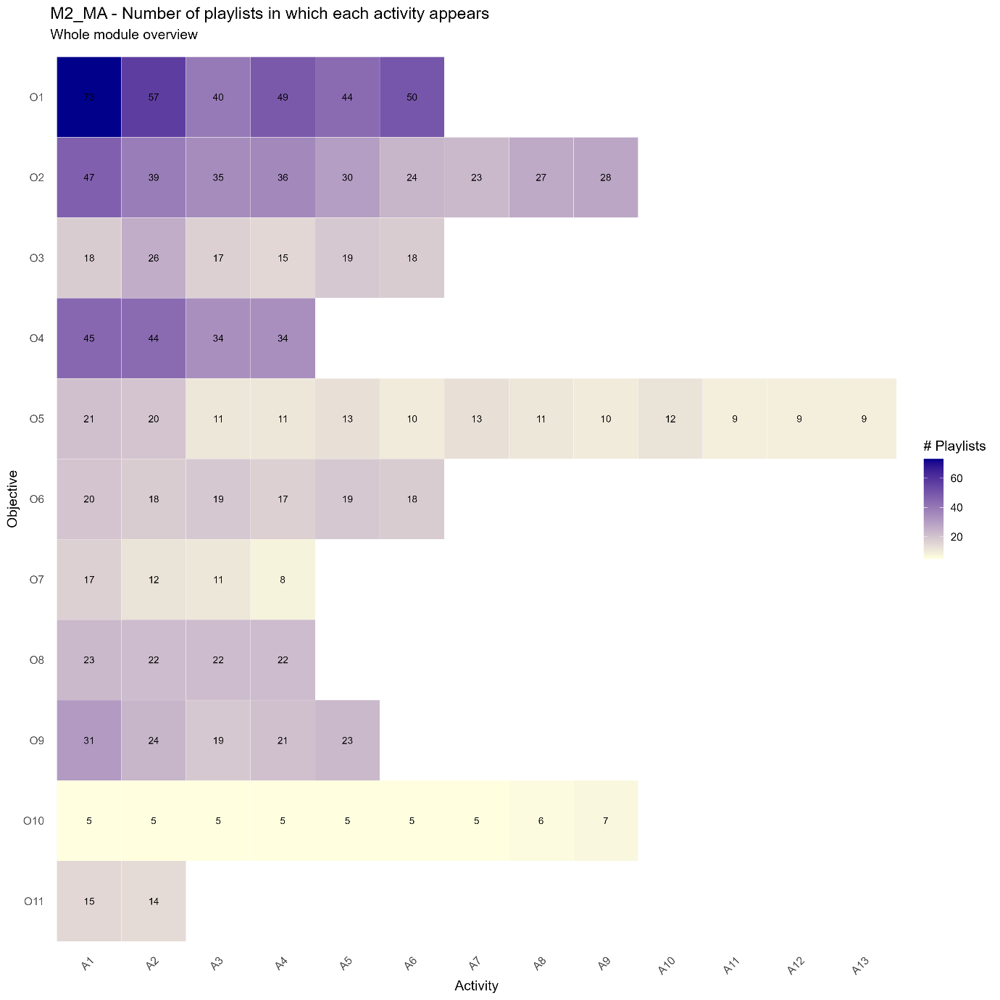 M2_MA - Number of playlists in which each activity appears
Whole module overview
O1 73 57 40 49 44 50
O2 47 39 35 36 30 24 23 27 28
O3 18 26 17 15 19 18
O4 45 44 34 34
O5 21 20 11 11 13 10 13 11 10 12 9 9 9
# Playlists
60
40
20
O6 20 18 19 17 19 18
Objective
O7 17 12 11 8
O8 23 22 22 22
O9 31 24 19 21 23
O10 5 5 5 5 5 5 5 6 7
O11 15 14
A1 A2 A3 A4 A5 A6 A7 A8 A9 A10 A11 A12 A13
Activity